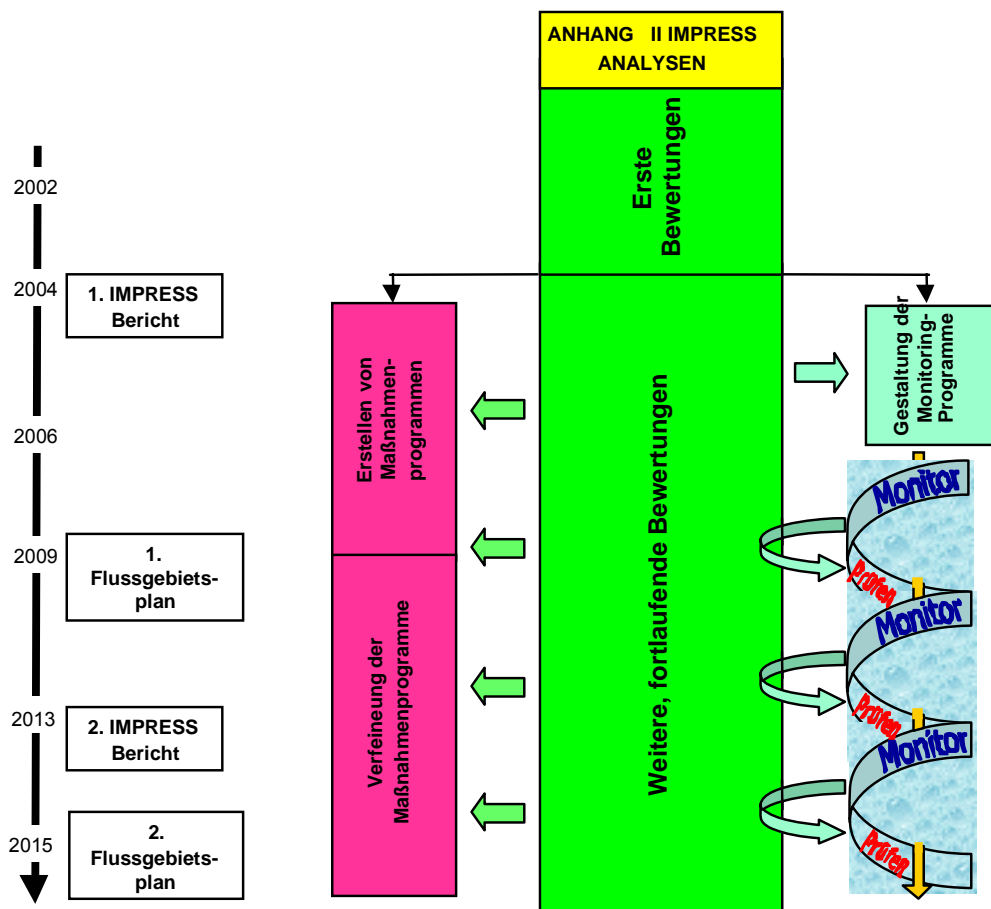 ANHANG II IMPRESS
ANALYSEN
Erste
Bewertungen
2002
2004
1. IMPRESS
Bericht
2006
2009
1.
Flussgebiets-
plan
2013
2. IMPRESS
Bericht
2015
2.
Flussgebiets-
plan
Erstellen von
Maßnahmen-
programmen
Verfeineung der
Maßnahmenprogramme
Weitere, fortlaufende Bewertungen
Gestaltung der
Monitoring-
Programme
Monitor
Prüfen
Monitor
Prüfen
Monitor
Prüfen